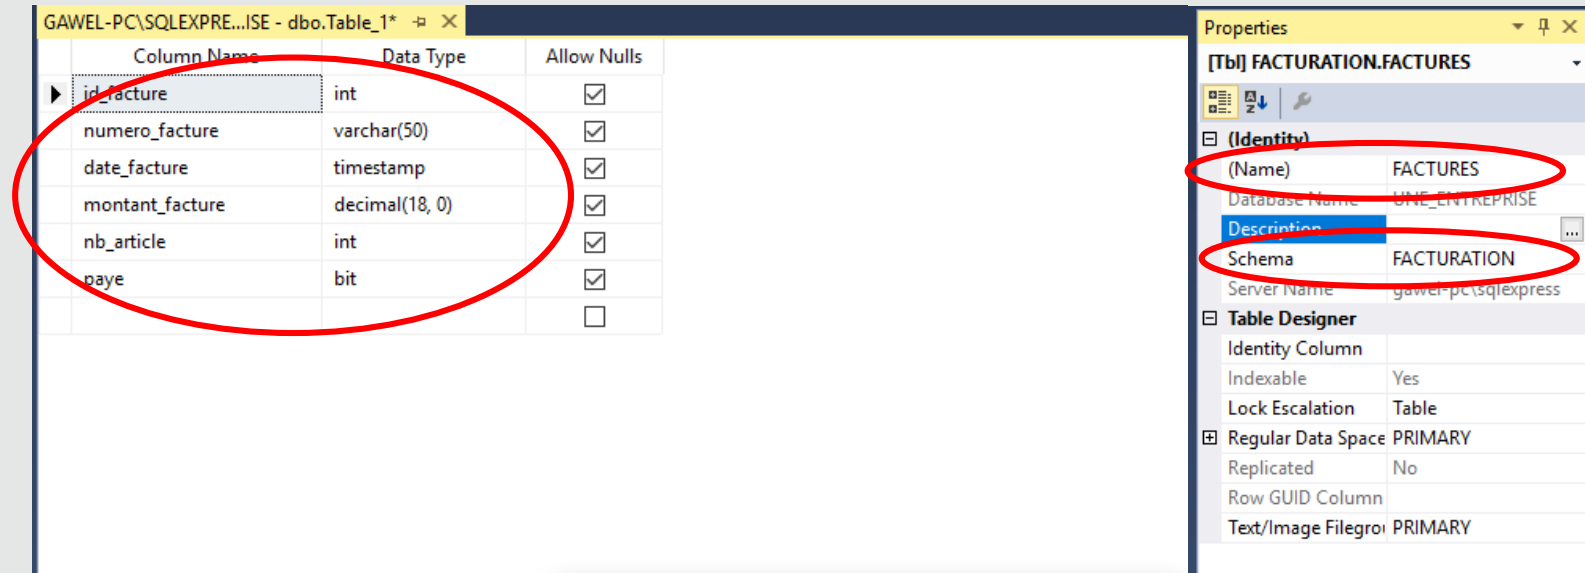 GAWEL-PC\SQLEXPRE...ISE - dbo.Table_1*
Column Name Data Type Allow Nulls
id_facture int
numero_facture varchar(50)
date_facture timestamp
montant_facture decimal(18, 0)
nb_article int
paye bit
Properties
[Tbl] FACTURATION.FACTURES
(Identity)
(Name) FACTURES
Database Name UNE_ENTREPRISE
Description ...
Schema FACTURATION
Server Name gawel-pc\sqlexpress
Table Designer
Identity Column
Indexable Yes
Lock Escalation Table
Regular Data Space PRIMARY
Replicated No
Row GUID Column
Text/Image Filegro PRIMARY